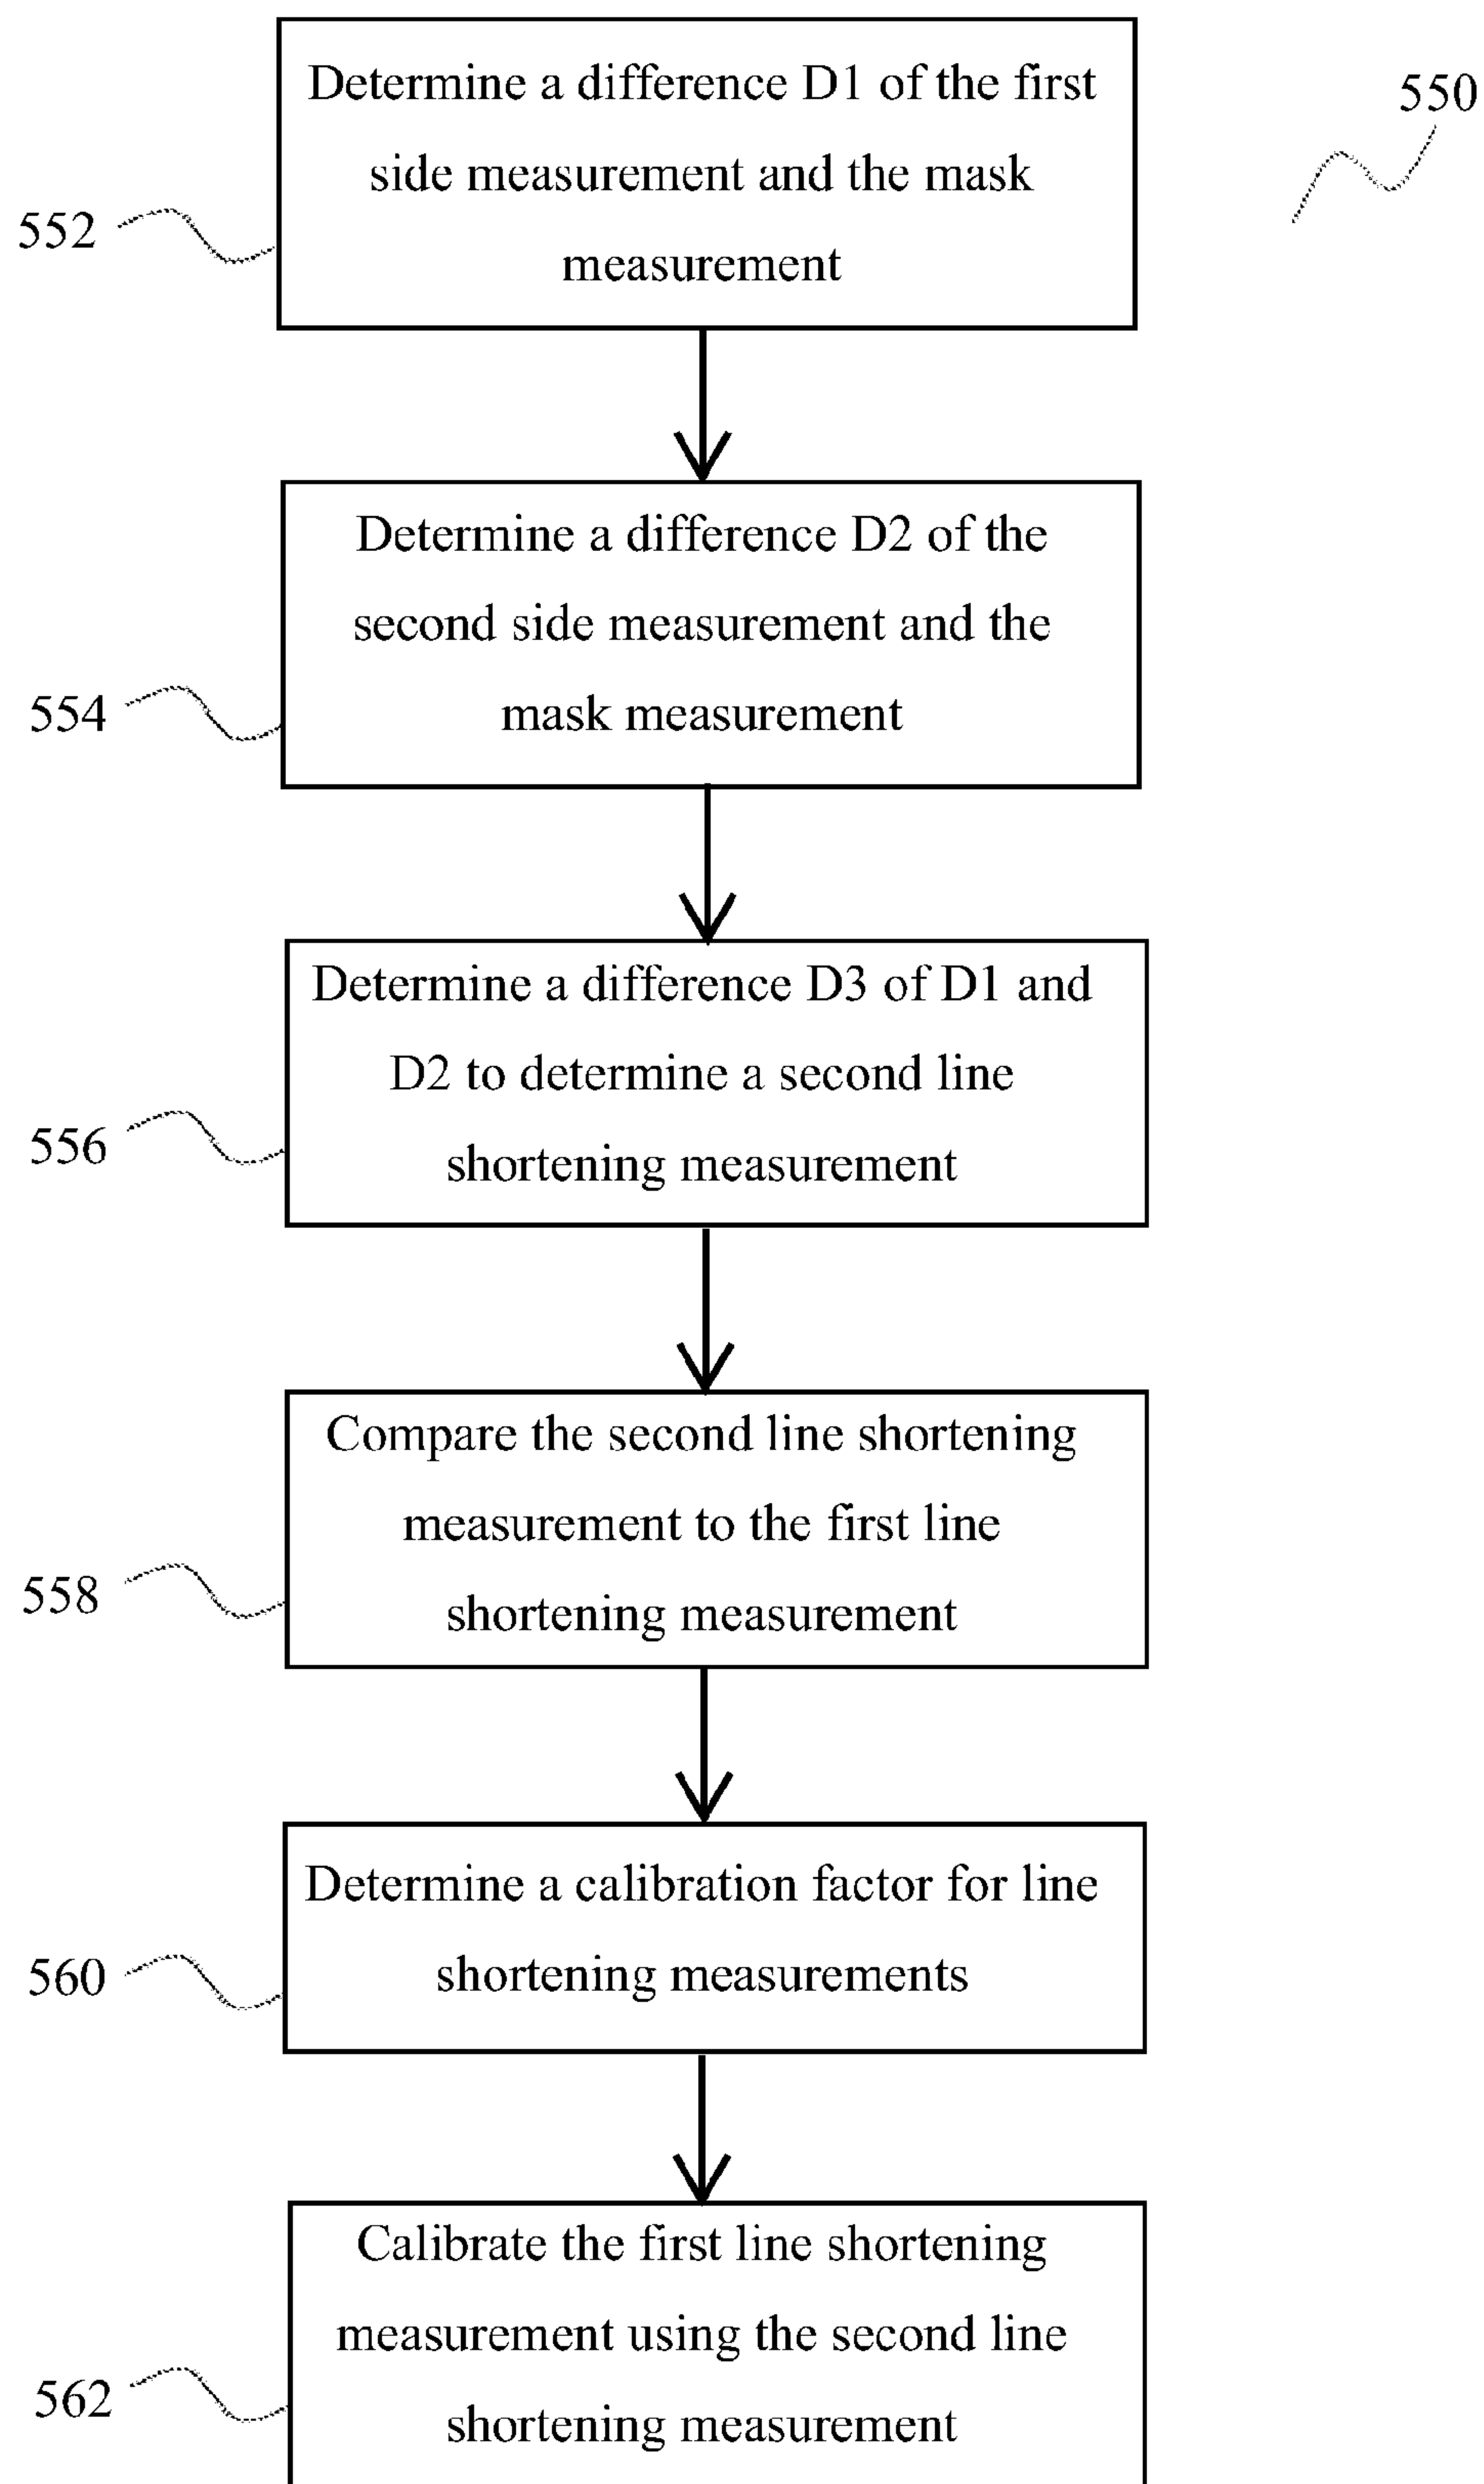 550
552
Determine a difference D1 of the first
side measurement and the mask
measurement
554
Determine a difference D2 of the
second side measurement and the
mask measurement
556
Determine a difference D3 of D1 and
D2 to determine a second line
shortening measurement
558
Compare the second line shortening
measurement to the first line
shortening measurement
560
Determine a calibration factor for line
shortening measurements
562
Calibrate the first line shortening
measurement using the second line
shortening measurement